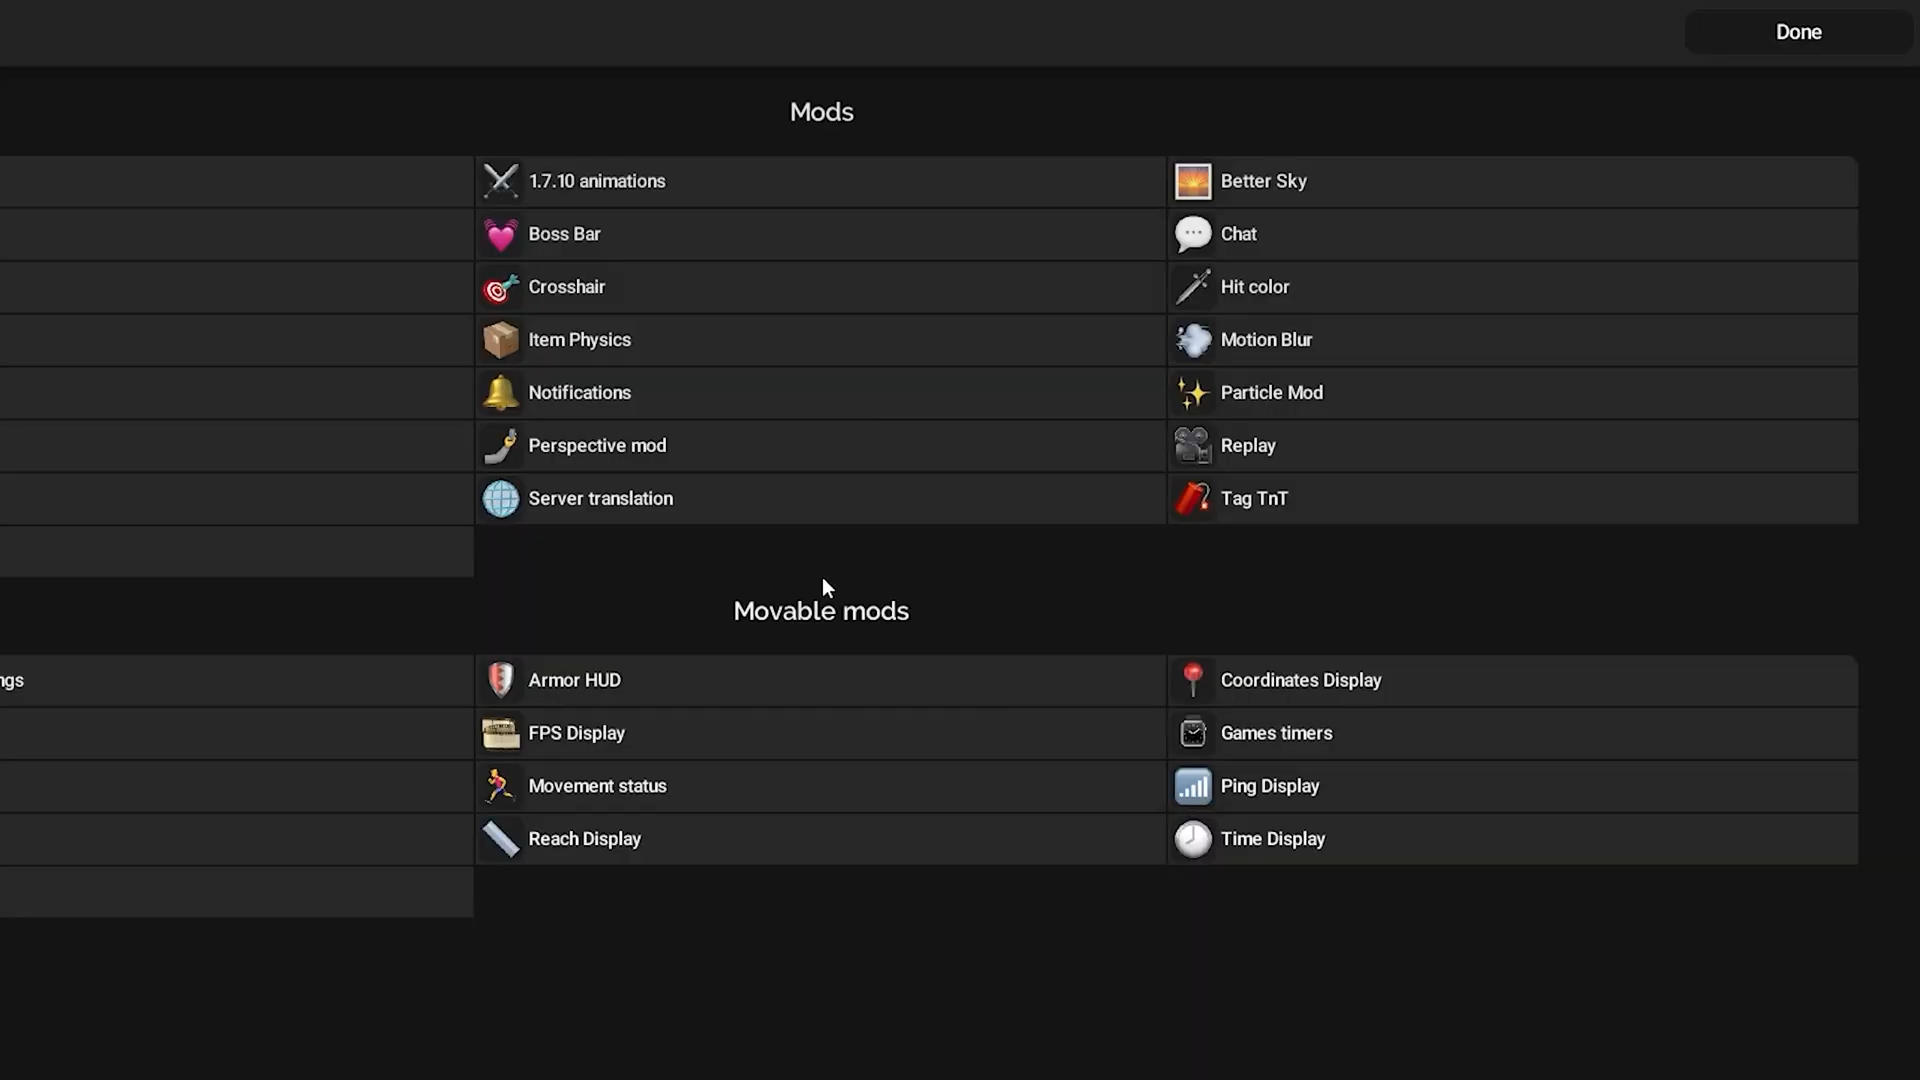 Done
Mods
1.7.10 animations
Better Sky
Boss Bar
Chat
Crosshair
Hit color
Item Physics
Motion Blur
Notifications
Particle Mod
Perspective mod
Replay
Server translation
Tag TnT
Movable mods
ngs
Armor HUD
Coordinates Display
FPS Display
Games timers
Movement status
Ping Display
Reach Display
Time Display